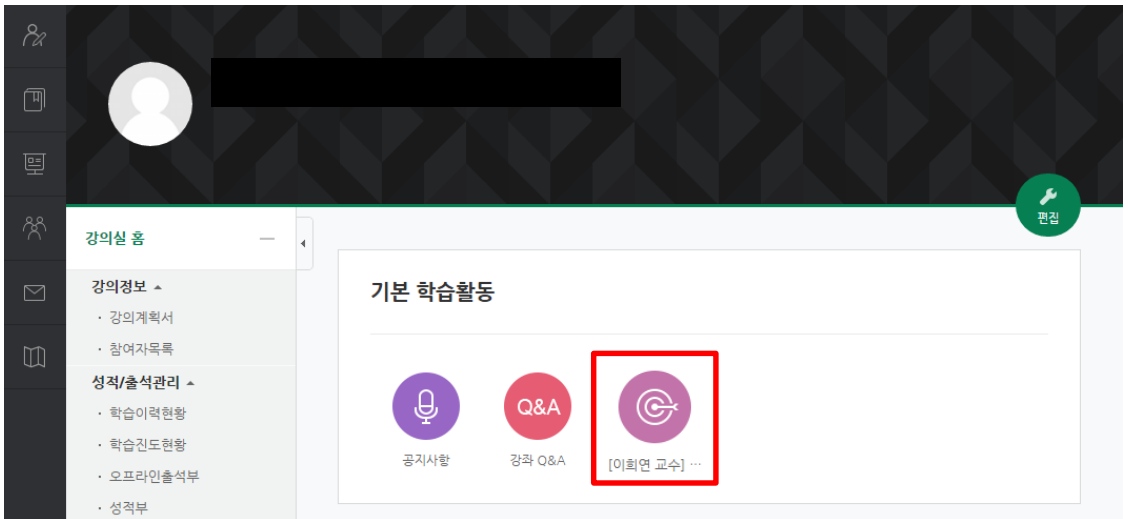 편집
강의실 홈
강의정보
· 강의계획서
· 참여자목록
성적/출석관리
· 학습이력현황
· 학습진도현황
· 오프라인출석부
· 성적부
기본 학습활동
Q&A
공지사항
강좌 Q&A
[이희연 교수] ···